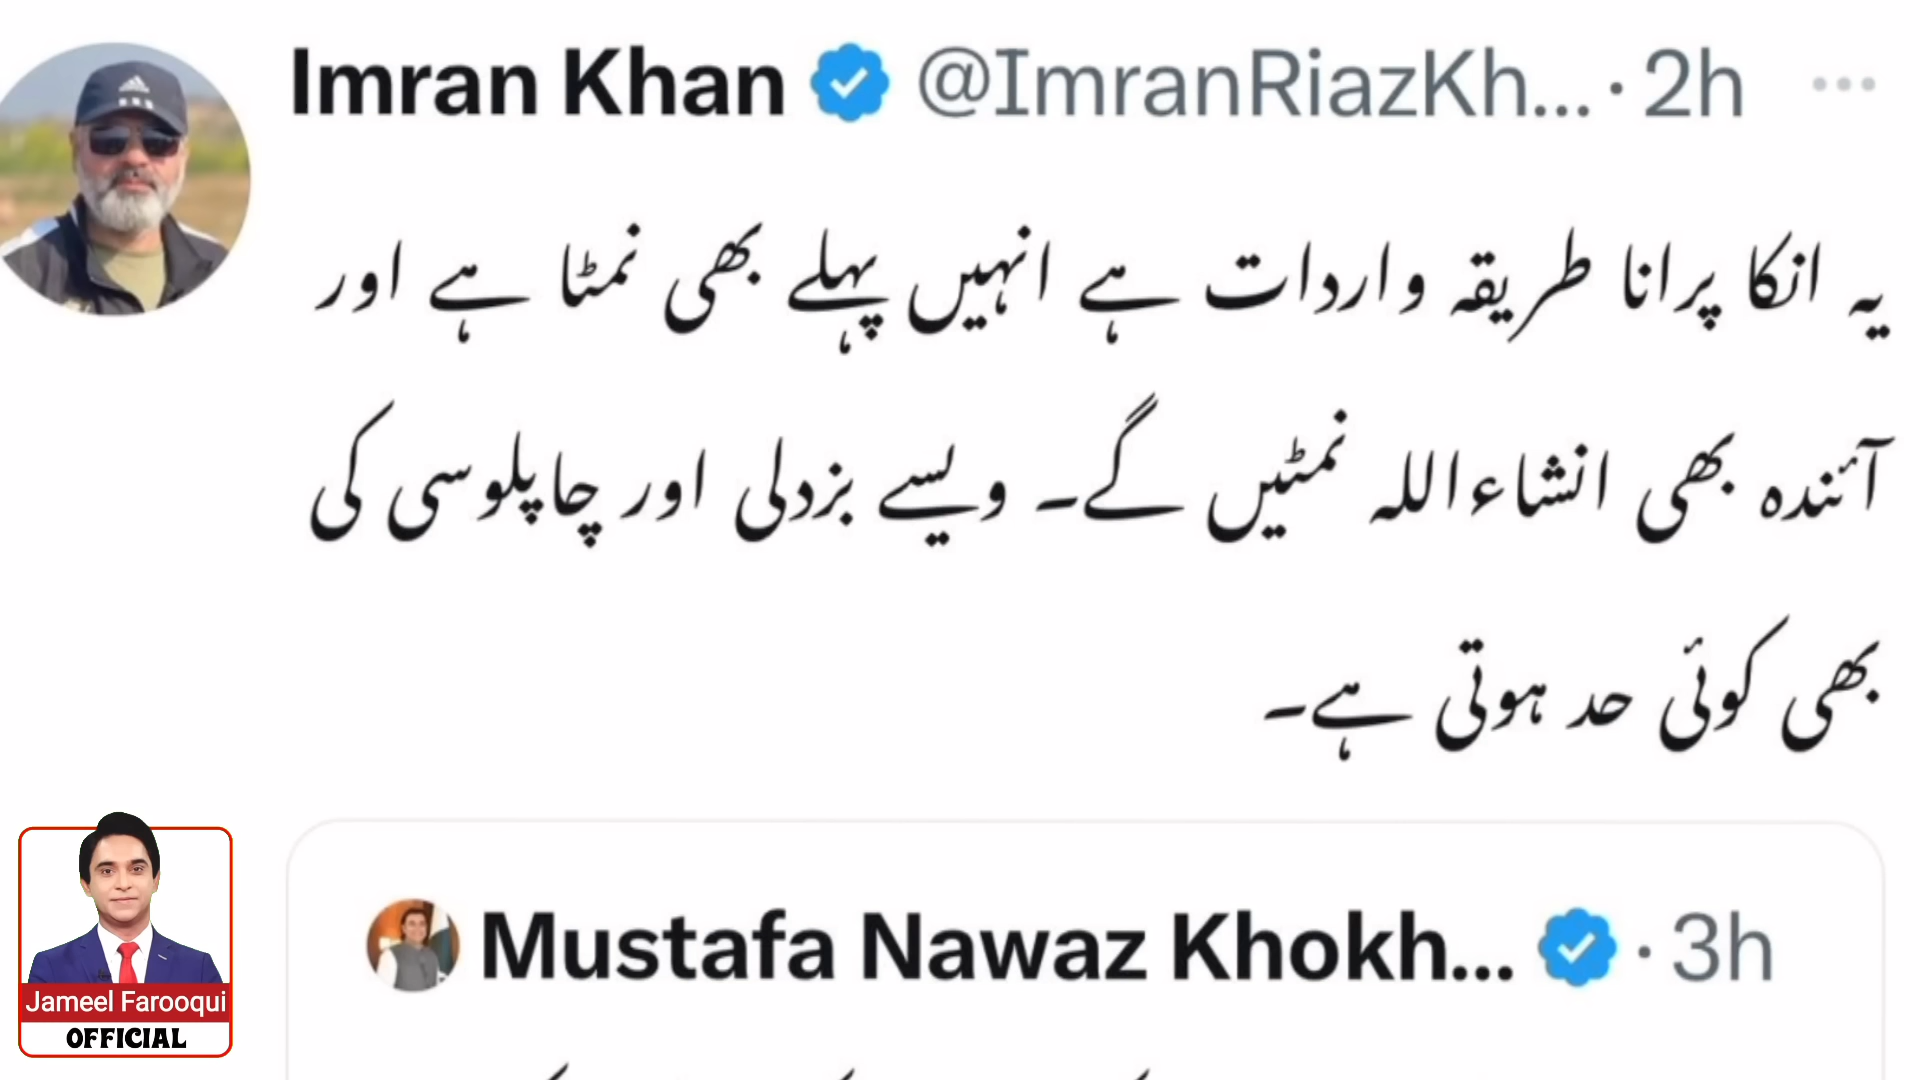 Imran Khan @ImranRiazKh... · 2h
یہ انکا پرانا طریقہ واردات ہے انہیں پہلے بھی نمٹا ہے اور
آئندہ بھی انشاءاللہ نمٹیں گے۔ ویسے بزدلی اور چاپلوسی کی
بھی کوئی حد ہوتی ہے۔
Mustafa Nawaz Khokh... · 3h
Jameel Farooqui
OFFICIAL